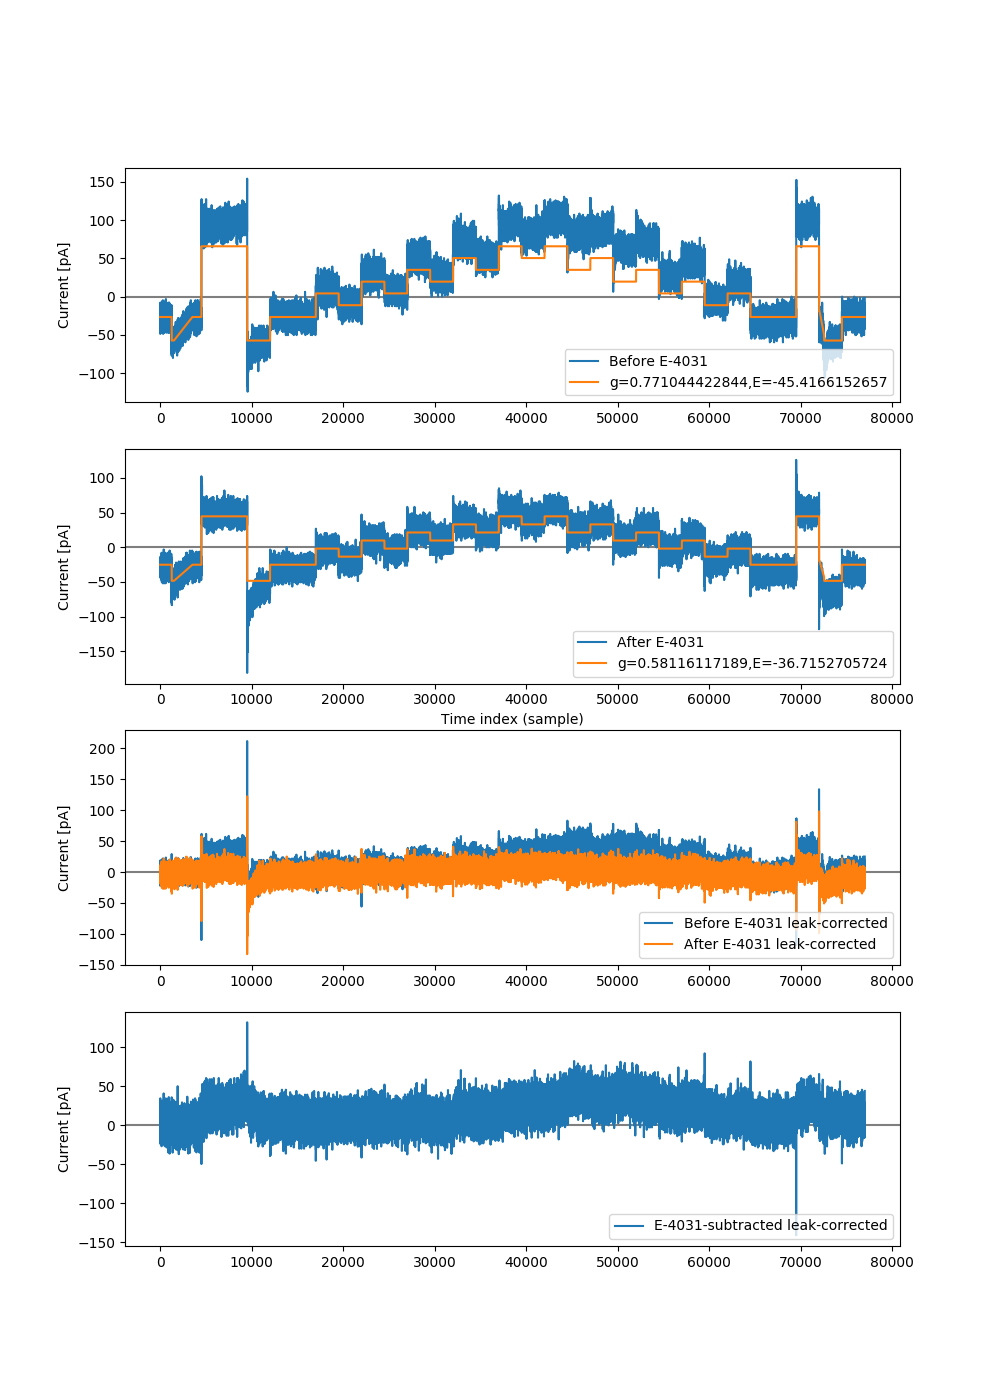 150
100
50
0
−50
−100
Current [pA]
Before E-4031
g=0.771044422844,E=-45.4166152657
0 10000 20000 30000 40000 50000 60000 70000 80000
100
50
0
−50
−100
−150
Current [pA]
After E-4031
g=0.58116117189,E=-36.7152705724
0 10000 20000 30000 40000 50000 60000 70000 80000
Time index (sample)
200
150
100
50
0
−50
−100
−150
Current [pA]
Before E-4031 leak-corrected
After E-4031 leak-corrected
0 10000 20000 30000 40000 50000 60000 70000 80000
100
50
0
−50
−100
−150
Current [pA]
E-4031-subtracted leak-corrected
0 10000 20000 30000 40000 50000 60000 70000 80000